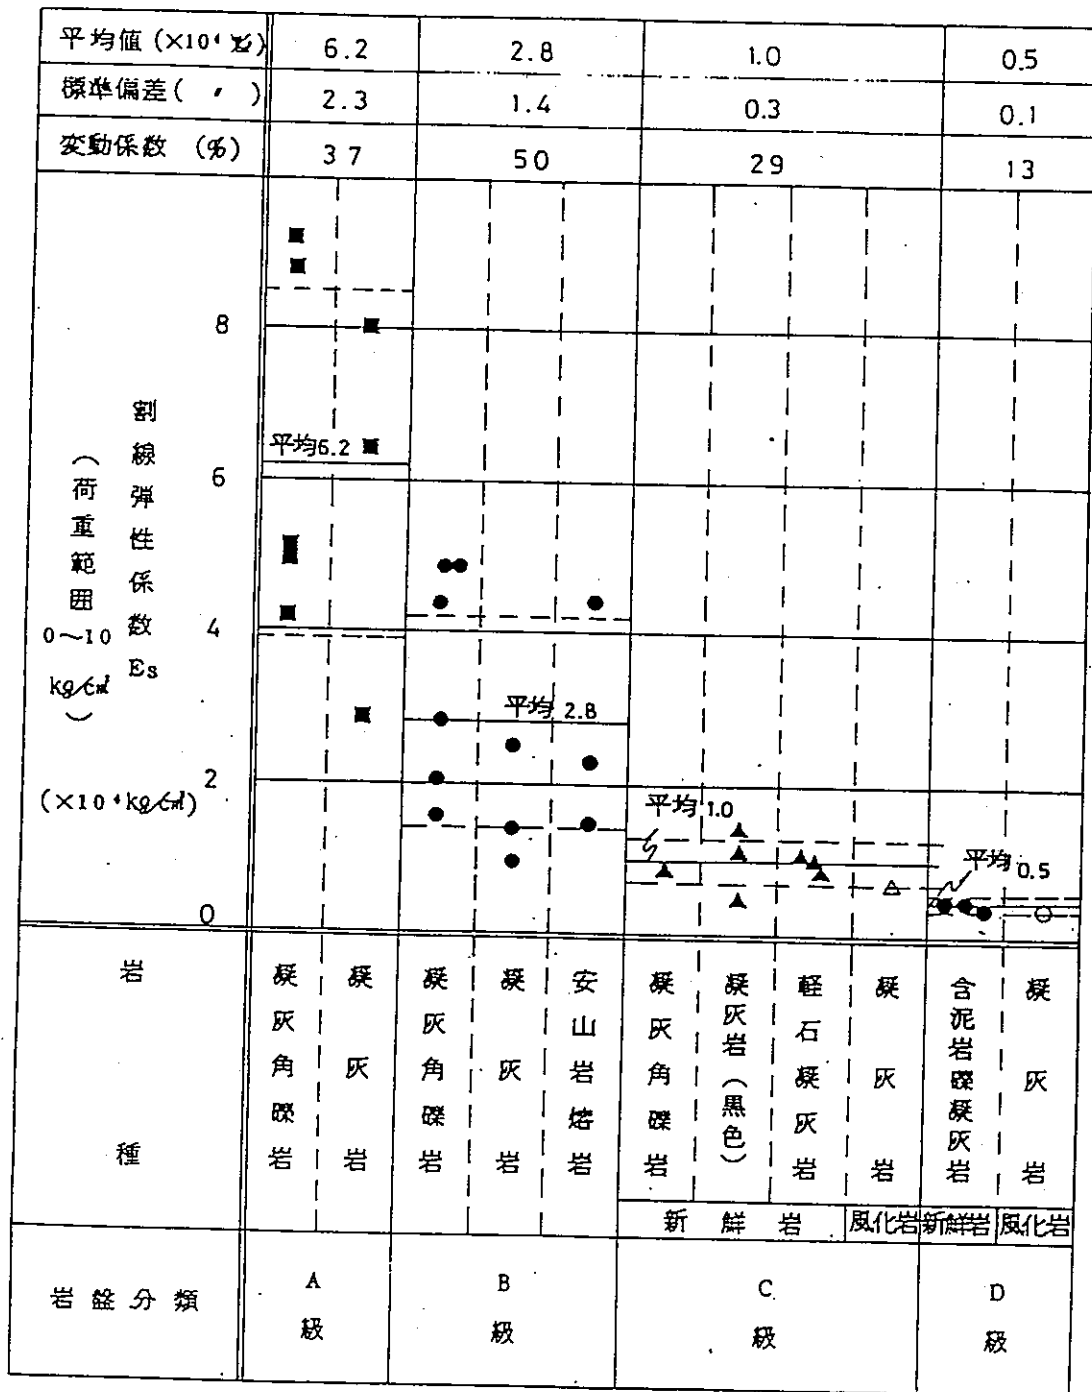 平均値 (×10⁴ 〃) 6.2 2.8 1.0 0.5
標準偏差 ( 〃 ) 2.3 1.4 0.3 0.1
変動係数 (%) 37 50 29 13
割線弾性係数 Es
(荷重範囲 0〜10 kg/cm²)
(×10⁴kg/cm²)
8
6
4
2
0
平均6.2
平均 2.8
平均 1.0
平均 0.5
岩種
凝灰角礫岩
凝灰岩
凝灰角礫岩
凝灰岩
安山岩熔岩
凝灰角礫岩
凝灰岩(黒色)
軽石凝灰岩
凝灰岩
含泥岩礫凝灰岩
凝灰岩
新鮮岩 風化岩 新鮮岩 風化岩
岩盤分類
A級
B級
C級
D級